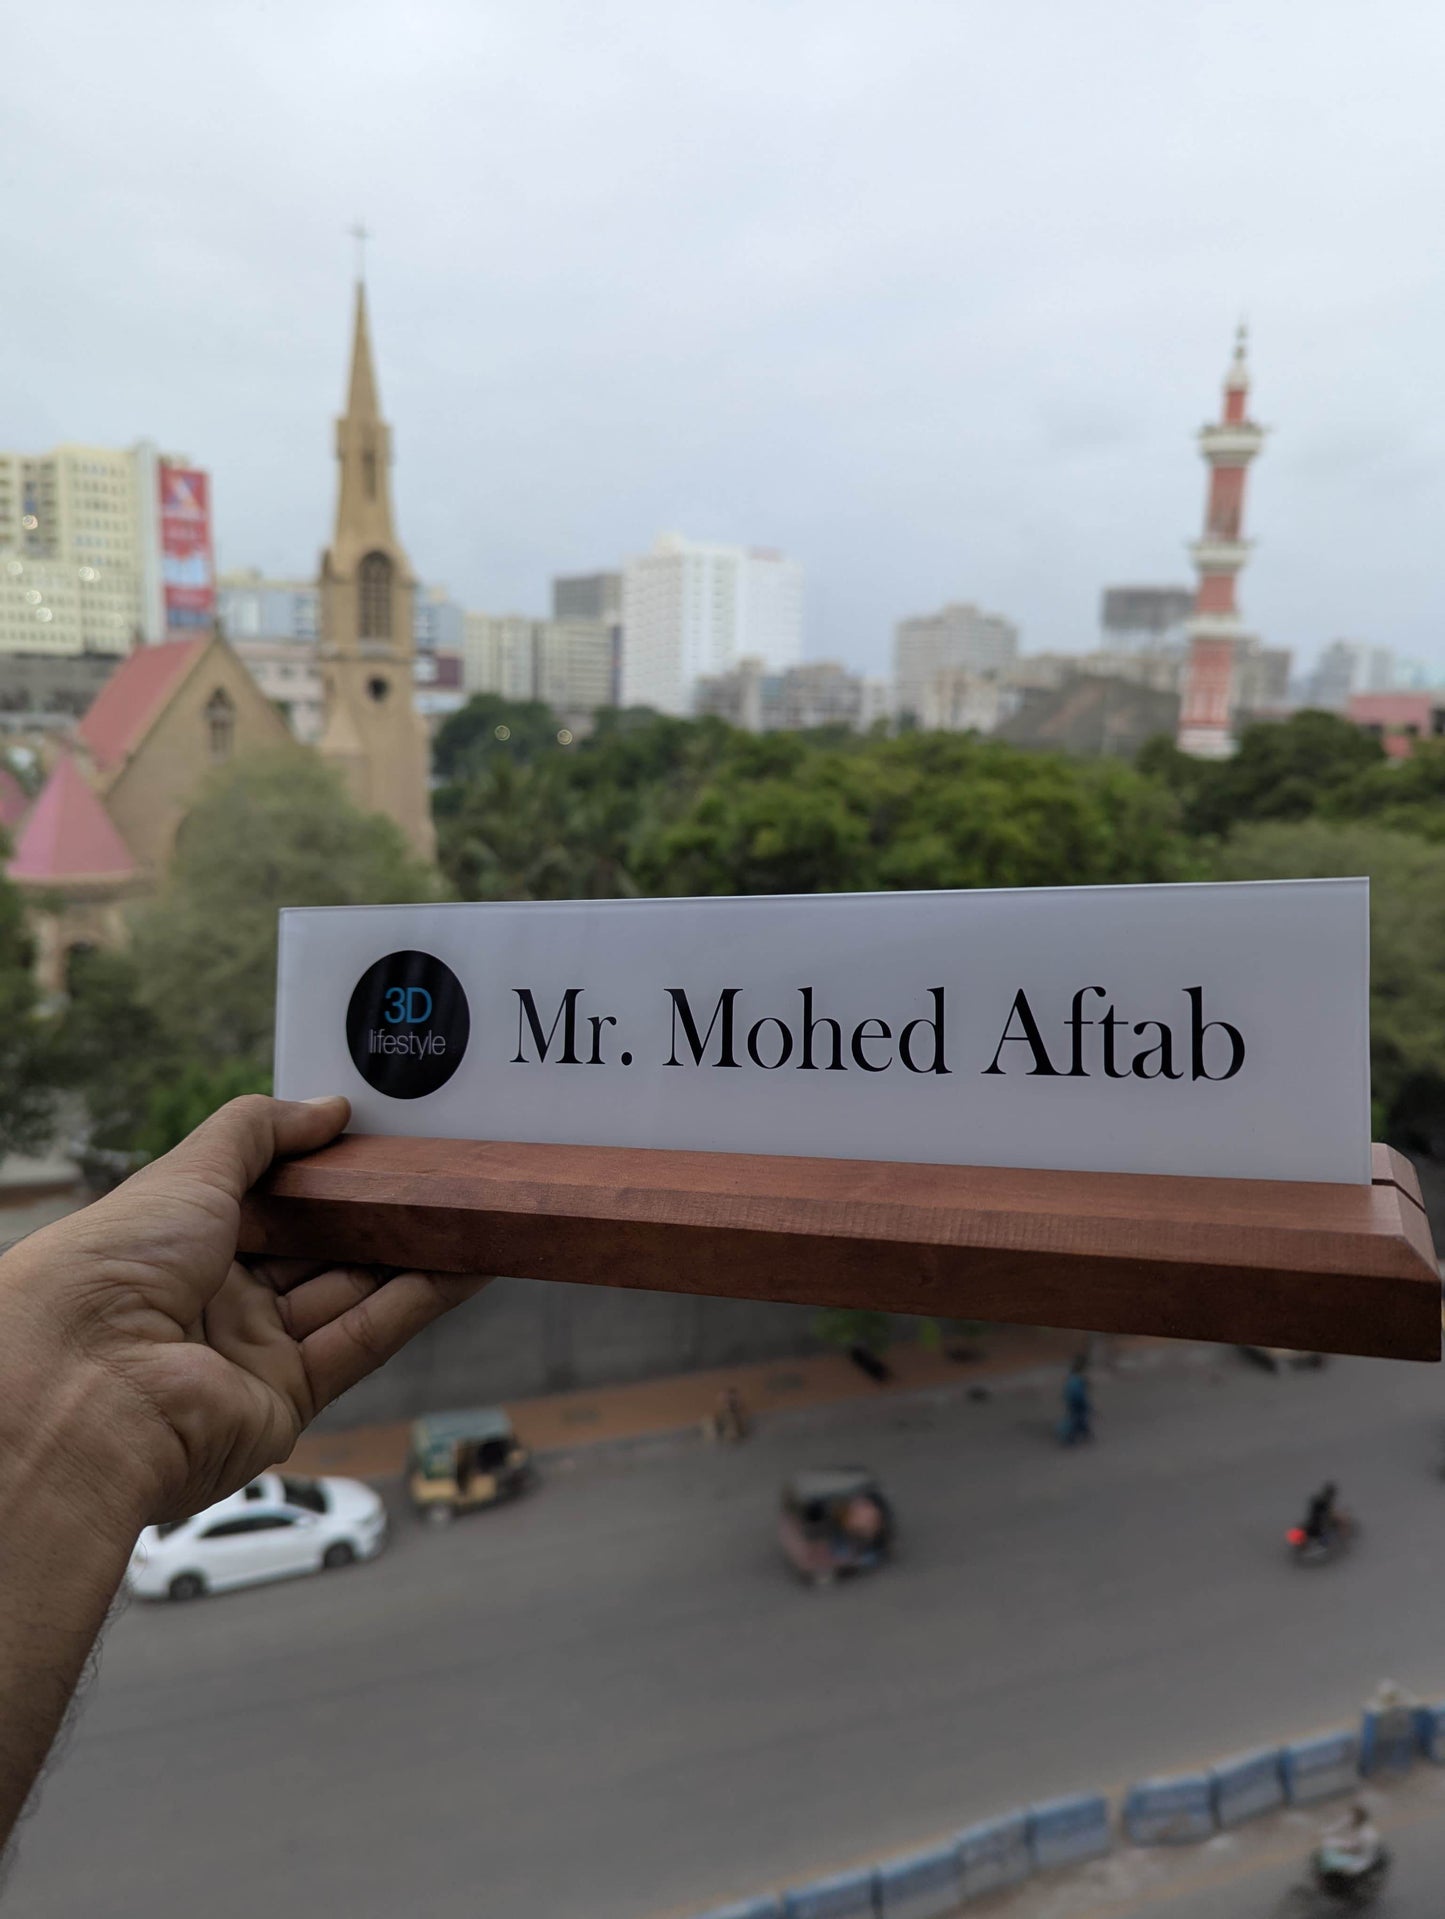 3D
lifestyle
Mr. Mohed Aftab